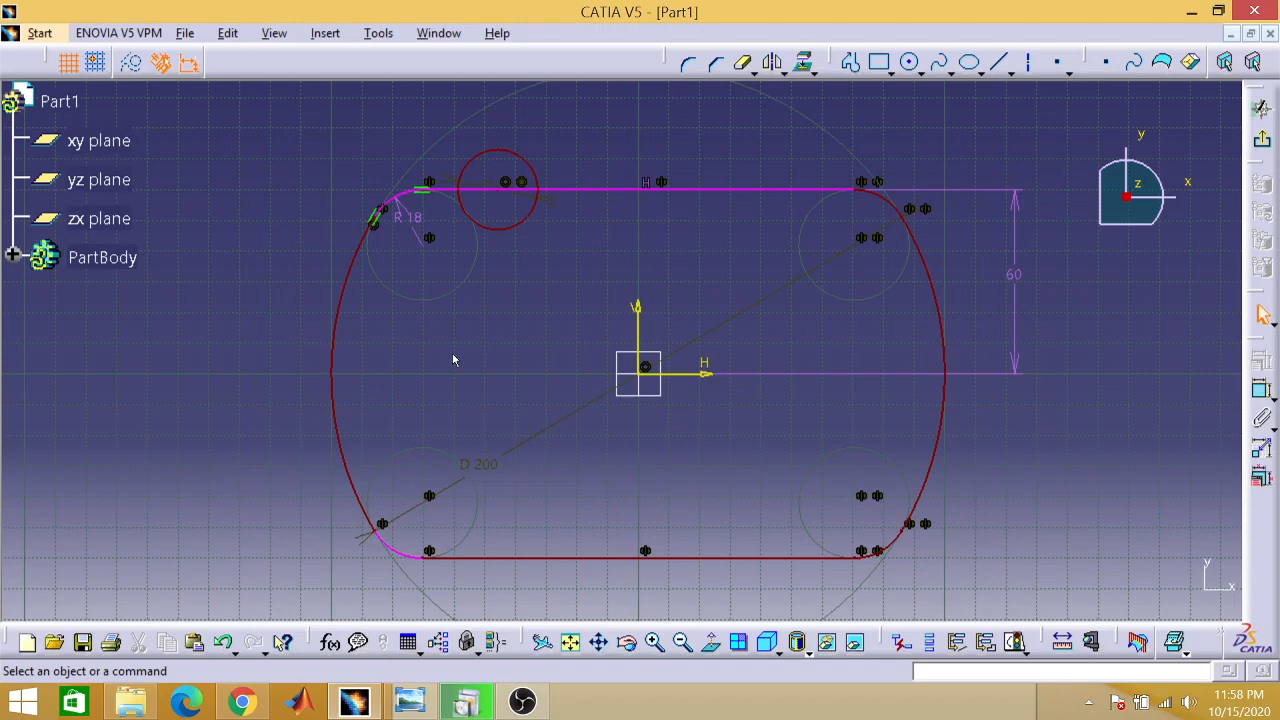 CATIA V5 - [Part1]
Start ENOVIA V5 VPM File Edit View Insert Tools Window Help
Part1
xy plane
yz plane
zx plane
PartBody
R 18
H
60
V
H
D 200
y
z x
y
x
f(x)
CATIA
Select an object or a command
11:58 PM
10/15/2020